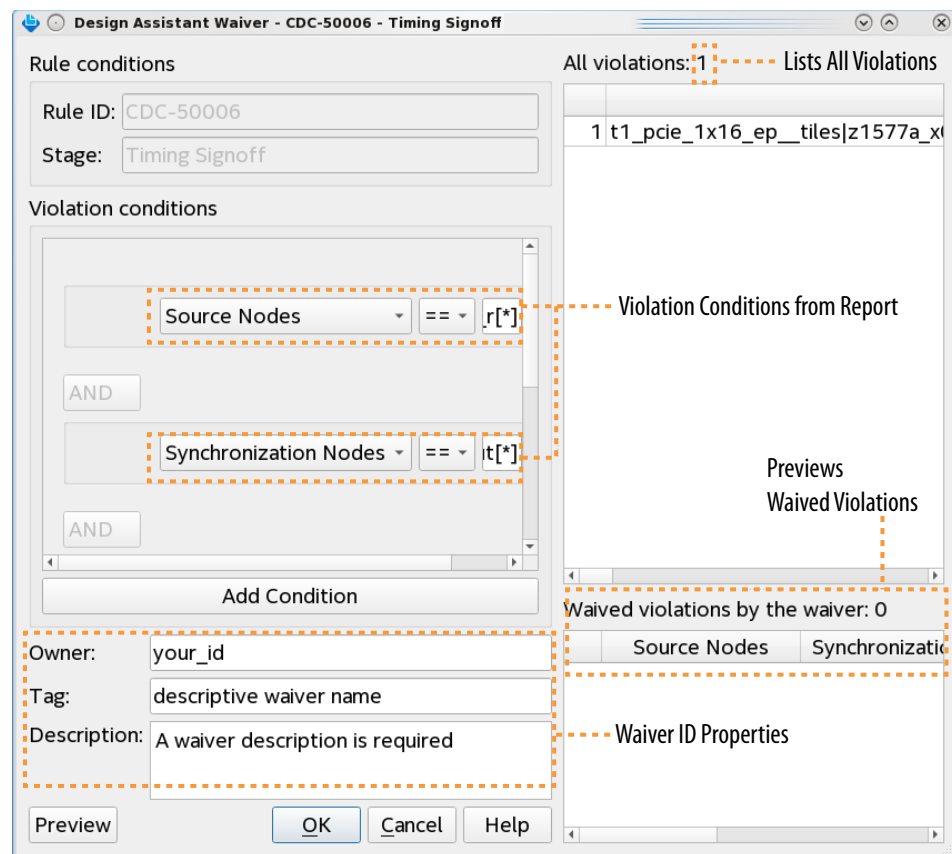 Design Assistant Waiver - CDC-50006 - Timing Signoff
Rule conditions
Rule ID: CDC-50006
Stage: Timing Signoff
Violation conditions
Source Nodes == _r[*]
AND
Synchronization Nodes == ıt[*]
AND
Add Condition
Owner: your_id
Tag: descriptive waiver name
Description: A waiver description is required
Preview OK Cancel Help
All violations: 1
Lists All Violations
1 t1_pcie_1x16_ep__tiles|z1577a_x
Violation Conditions from Report
Previews
Waived Violations
Waived violations by the waiver: 0
Source Nodes Synchronizatio
Waiver ID Properties